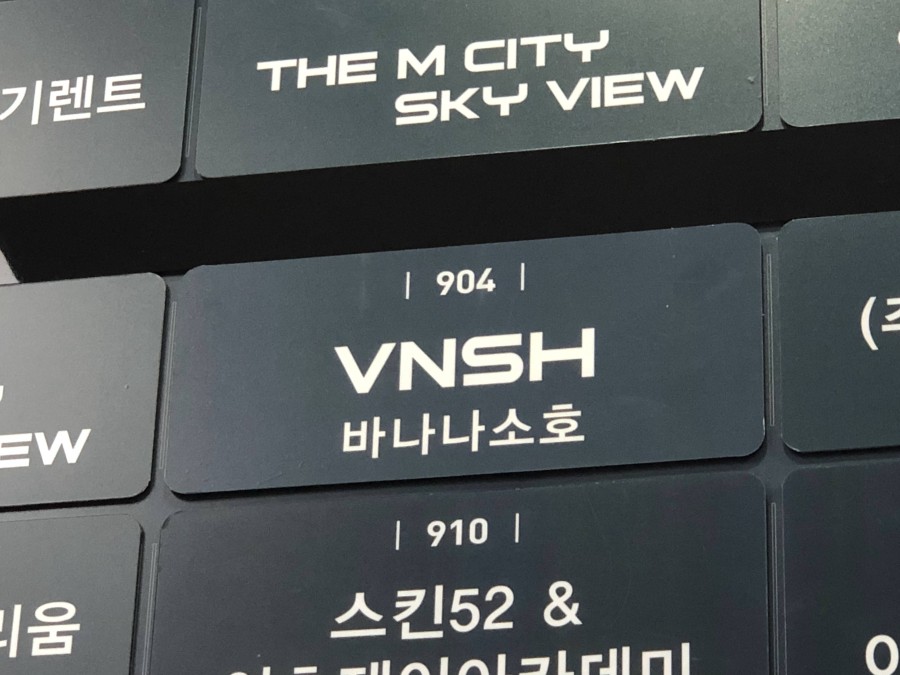 기렌트
THE M CITY
SKY VIEW
| 904 |
VNSH
바나나소호
EW
| 910 |
스킨52 &
리움